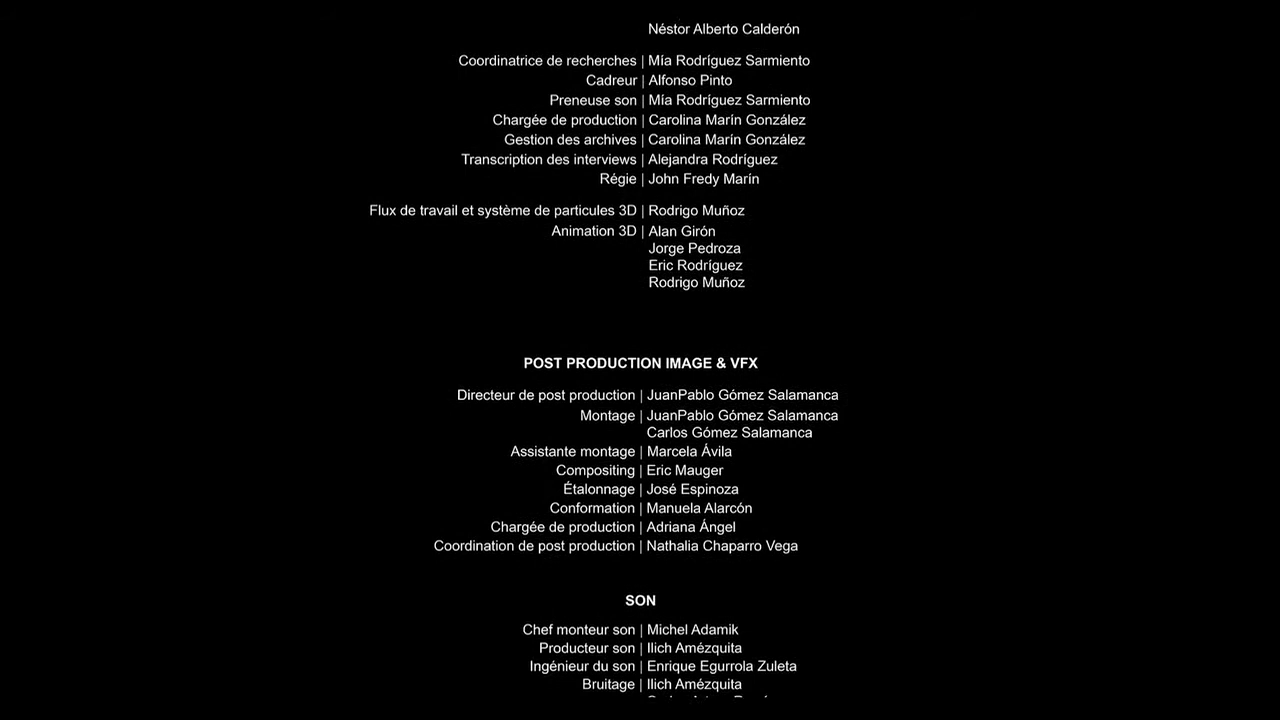 Néstor Alberto Calderón
Coordinatrice de recherches | Mía Rodríguez Sarmiento
Cadreur | Alfonso Pinto
Preneuse son | Mía Rodríguez Sarmiento
Chargée de production | Carolina Marín González
Gestion des archives | Carolina Marín González
Transcription des interviews | Alejandra Rodríguez
Régie | John Fredy Marín
Flux de travail et système de particules 3D | Rodrigo Muñoz
Animation 3D | Alan Girón
Jorge Pedroza
Eric Rodríguez
Rodrigo Muñoz
POST PRODUCTION IMAGE & VFX
Directeur de post production | JuanPablo Gómez Salamanca
Montage | JuanPablo Gómez Salamanca
Carlos Gómez Salamanca
Assistante montage | Marcela Ávila
Compositing | Eric Mauger
Étalonnage | José Espinoza
Conformation | Manuela Alarcón
Chargée de production | Adriana Ángel
Coordination de post production | Nathalia Chaparro Vega
SON
Chef monteur son | Michel Adamik
Producteur son | Ilich Amézquita
Ingénieur du son | Enrique Egurrola Zuleta
Bruitage | Ilich Amézquita